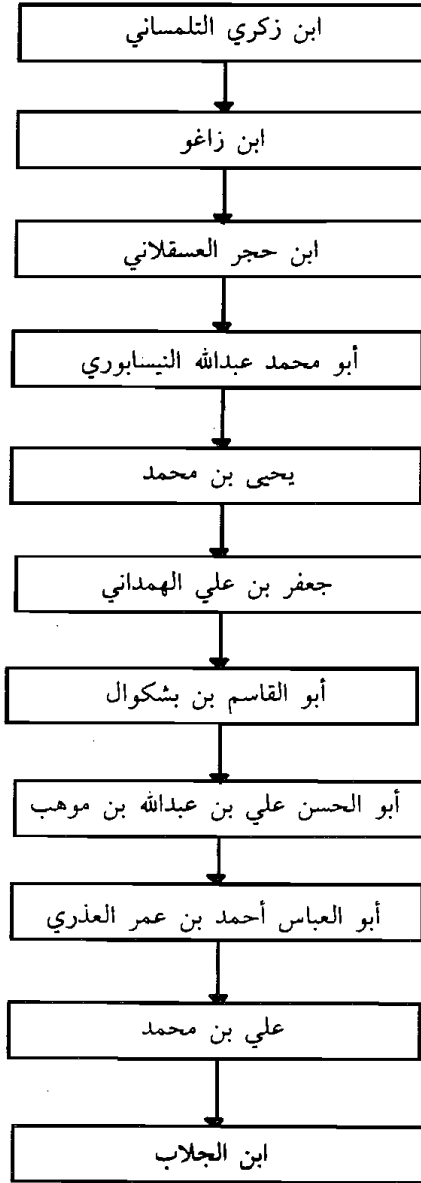 ابن زكري التلمساني
ابن زاغو
ابن حجر العسقلاني
أبو محمد عبدالله النيسابوري
يحيى بن محمد
جعفر بن علي الهمداني
أبو القاسم بن بشكوال
أبو الحسن علي بن عبدالله بن موهب
أبو العباس أحمد بن عمر العذري
علي بن محمد
ابن الجلاب